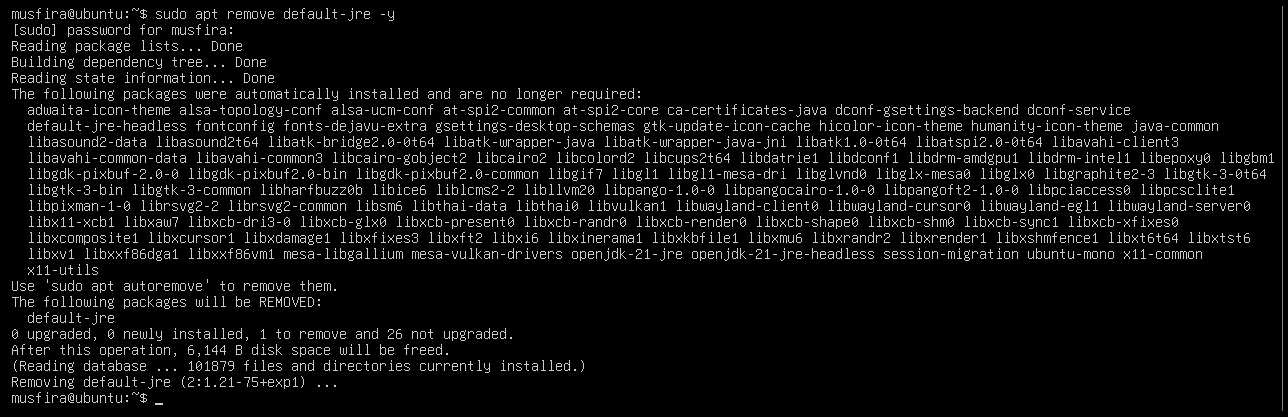 musfira@ubuntu:~$ sudo apt remove default-jre -y
[sudo] password for musfira:
Reading package lists... Done
Building dependency tree... Done
Reading state information... Done
The following packages were automatically installed and are no longer required:
  adwaita-icon-theme alsa-topology-conf alsa-ucm-conf at-spi2-common at-spi2-core ca-certificates-java dconf-gsettings-backend dconf-service
  default-jre-headless fontconfig fonts-dejavu-extra gsettings-desktop-schemas gtk-update-icon-cache hicolor-icon-theme humanity-icon-theme java-common
  libasound2-data libasound2t64 libatk-bridge2.0-0t64 libatk-wrapper-java libatk-wrapper-java-jni libatk1.0-0t64 libatspi2.0-0t64 libavahi-client3
  libavahi-common-data libavahi-common3 libcairo-gobject2 libcairo2 libcolord2 libcups2t64 libdatrie1 libdconf1 libdrm-amdgpu1 libdrm-intel1 libepoxy0 libgbm1
  libgdk-pixbuf-2.0-0 libgdk-pixbuf2.0-bin libgdk-pixbuf2.0-common libgif7 libgl1 libgl1-mesa-dri libglvnd0 libglx-mesa0 libglx0 libgraphite2-3 libgtk-3-0t64
  libgtk-3-bin libgtk-3-common libharfbuzz0b libice6 liblcms2-2 libllvm20 libpango-1.0-0 libpangocairo-1.0-0 libpangoft2-1.0-0 libpciaccess0 libpcsclite1
  libpixman-1-0 librsvg2-2 librsvg2-common libsm6 libthai-data libthai0 libvulkan1 libwayland-client0 libwayland-cursor0 libwayland-egl1 libwayland-server0
  libx11-xcb1 libxaw7 libxcb-dri3-0 libxcb-glx0 libxcb-present0 libxcb-randr0 libxcb-render0 libxcb-shape0 libxcb-shm0 libxcb-sync1 libxcb-xfixes0
  libxcomposite1 libxcursor1 libxdamage1 libxfixes3 libxft2 libxi6 libxinerama1 libxkbfile1 libxmu6 libxrandr2 libxrender1 libxshmfence1 libxt6t64 libxtst6
  libxv1 libxxf86dga1 libxxf86vm1 mesa-libgallium mesa-vulkan-drivers openjdk-21-jre openjdk-21-jre-headless session-migration ubuntu-mono x11-common
  x11-utils
Use 'sudo apt autoremove' to remove them.
The following packages will be REMOVED:
  default-jre
0 upgraded, 0 newly installed, 1 to remove and 26 not upgraded.
After this operation, 6,144 B disk space will be freed.
(Reading database ... 101879 files and directories currently installed.)
Removing default-jre (2:1.21-75+exp1) ...
musfira@ubuntu:~$ _